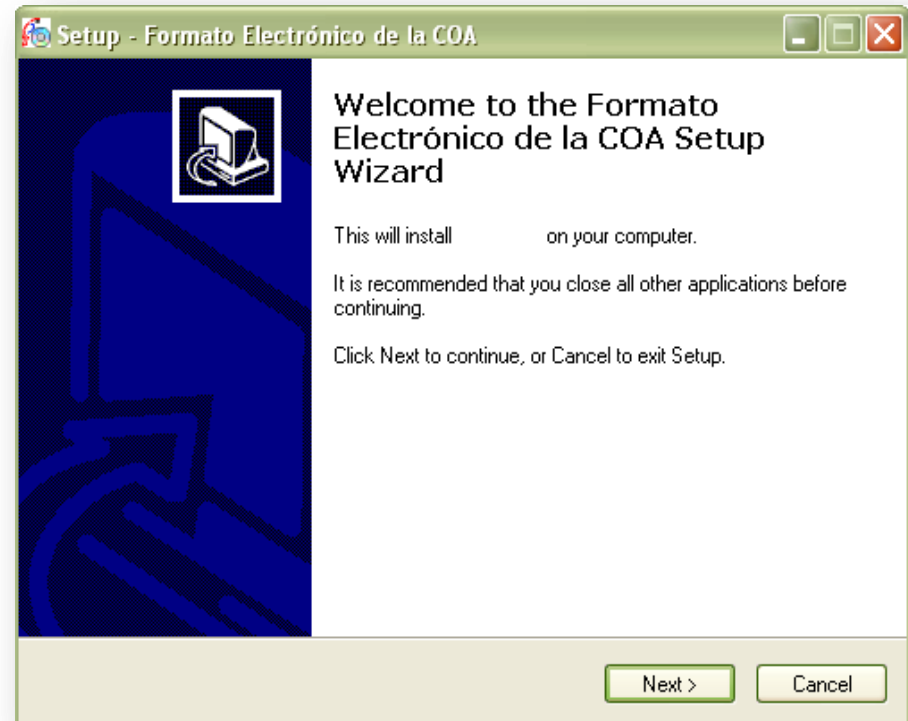 Setup - Formato Electrónico de la COA
Welcome to the Formato
Electrónico de la COA Setup
Wizard
This will install on your computer.
It is recommended that you close all other applications before
continuing.
Click Next to continue, or Cancel to exit Setup.
Next > Cancel